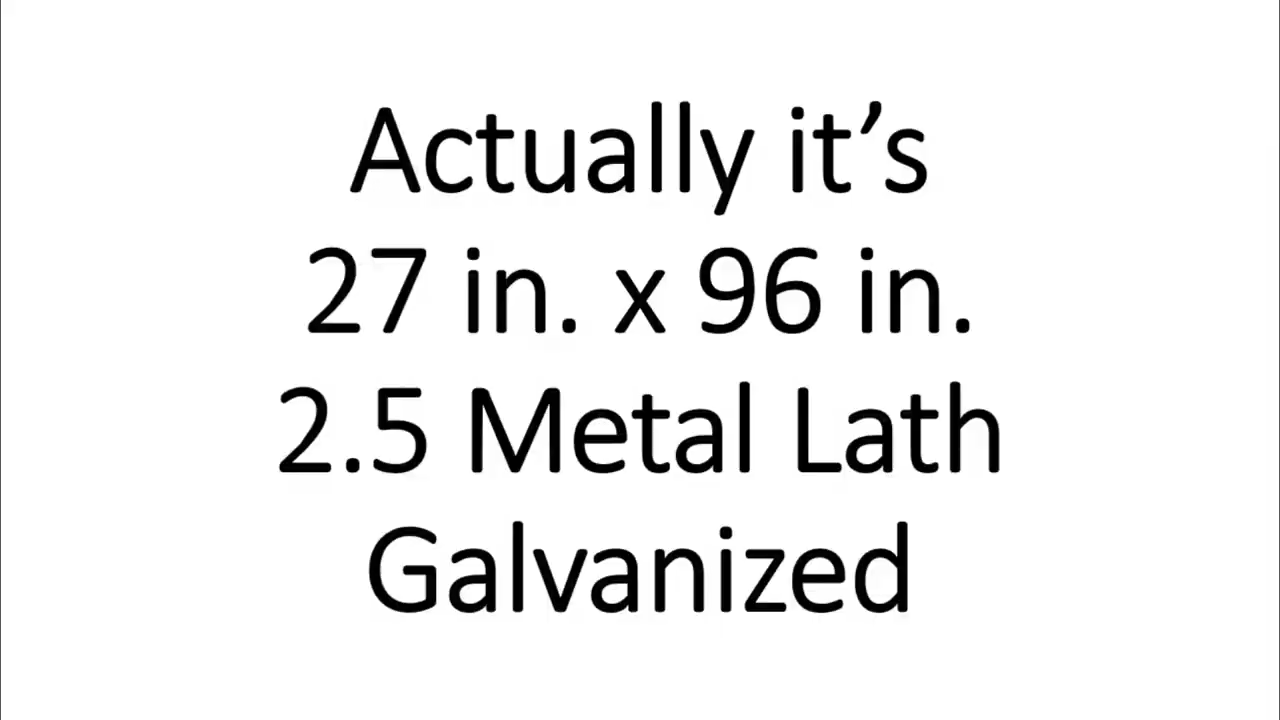 Actually it’s
27 in. x 96 in.
2.5 Metal Lath
Galvanized